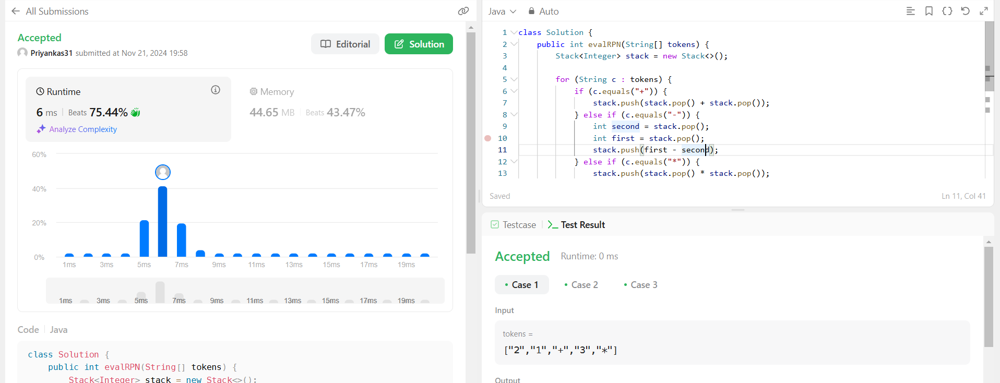 All Submissions
Accepted
Editorial
Solution
Priyankas31 submitted at Nov 21, 2024 19:58
Runtime
6 ms | Beats 75.44%
Analyze Complexity
Memory
44.65 MB | Beats 43.47%
60%
40%
20%
0%
1ms 3ms 5ms 7ms 9ms 11ms 13ms 15ms 17ms 19ms
1ms 3ms 5ms 7ms 9ms 11ms 13ms 15ms 17ms 19ms
Code | Java
class Solution {
public int evalRPN(String[] tokens) {
Stack<Integer> stack = new Stack<>();
Java Auto
1 class Solution {
2 public int evalRPN(String[] tokens) {
3 Stack<Integer> stack = new Stack<>();
4
5 for (String c : tokens) {
6 if (c.equals("+")) {
7 stack.push(stack.pop() + stack.pop());
8 } else if (c.equals("-")) {
9 int second = stack.pop();
10 int first = stack.pop();
11 stack.push(first - second);
12 } else if (c.equals("*")) {
13 stack.push(stack.pop() * stack.pop());
Saved
Ln 11, Col 41
Testcase | Test Result
Accepted Runtime: 0 ms
Case 1 Case 2 Case 3
Input
tokens =
["2","1","+","3","*"]
Output